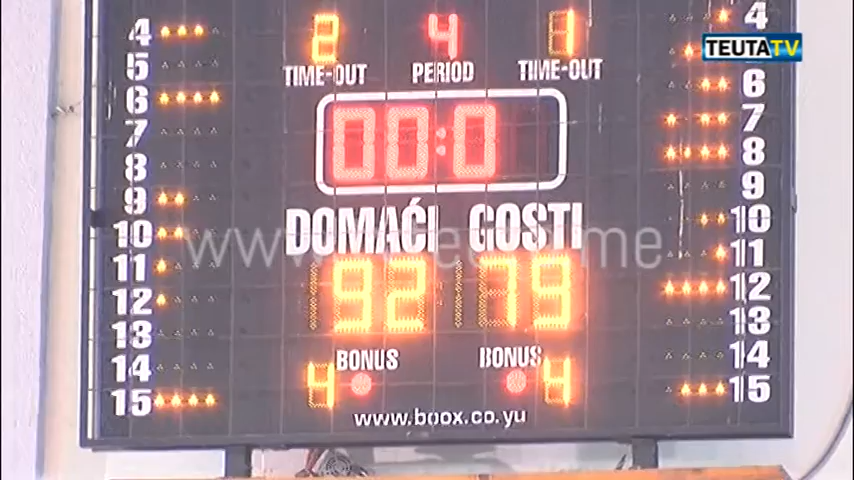 TEUTA TV
4 2 4 1 4
5 TIME-OUT PERIOD TIME-OUT
6 6
7 00:0 7
8 8
9 9
10 DOMAĆI GOSTI 10
11 11
12 92 79 12
13 13
14 BONUS BONUS 14
15 4 4 15
www.boox.co.yu